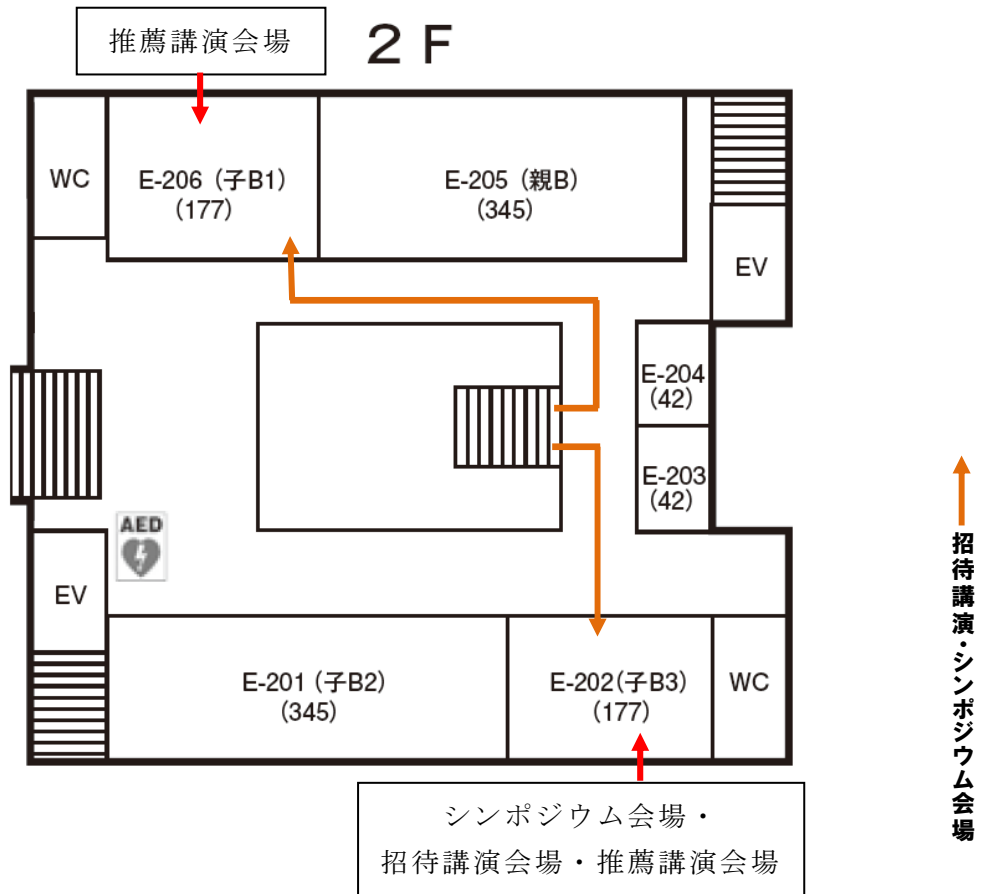 推薦講演会場
２Ｆ
WC
E-206（子B1）
（177）
E-205（親B）
（345）
EV
E-204
（42）
E-203
（42）
AED
EV
E-201（子B2）
（345）
E-202（子B3）
（177）
WC
シンポジウム会場・
招待講演会場・推薦講演会場
招待講演・シンポジウム会場